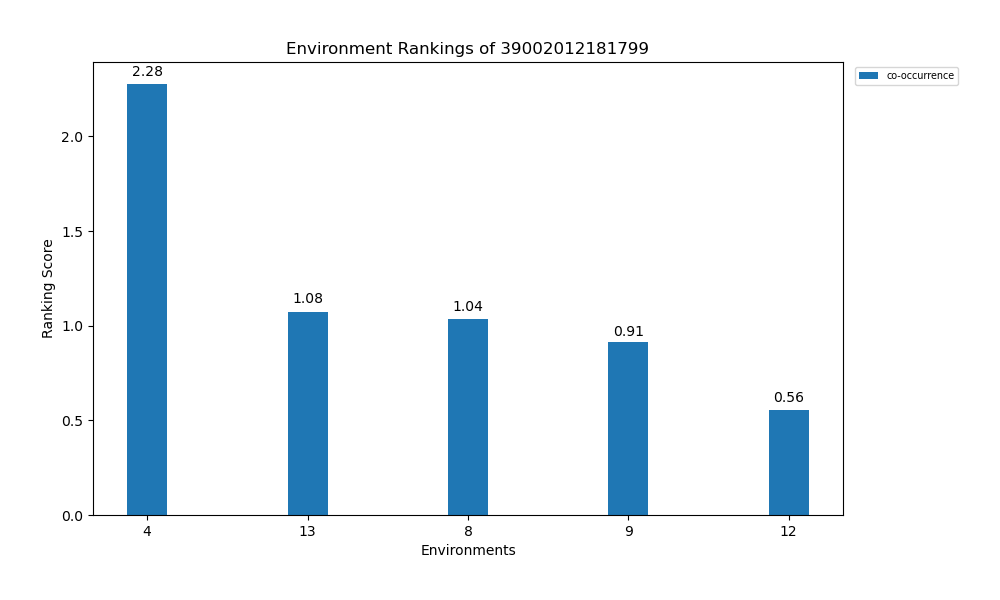 Environment Rankings of 39002012181799
co-occurrence
2.28
1.08
1.04
0.91
0.56
Ranking Score
2.0
1.5
1.0
0.5
0.0
4 13 8 9 12
Environments